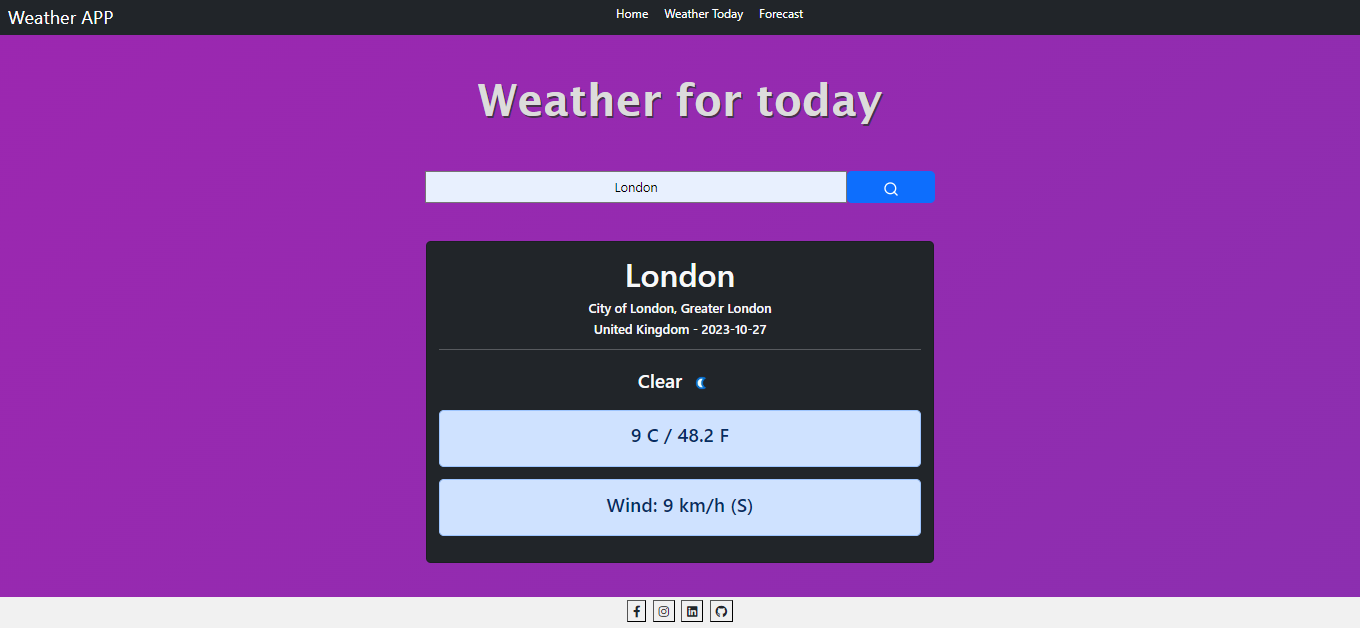 Weather APP
Home Weather Today Forecast
Weather for today
London
London
City of London, Greater London
United Kingdom - 2023-10-27
Clear
9 C / 48.2 F
Wind: 9 km/h (S)